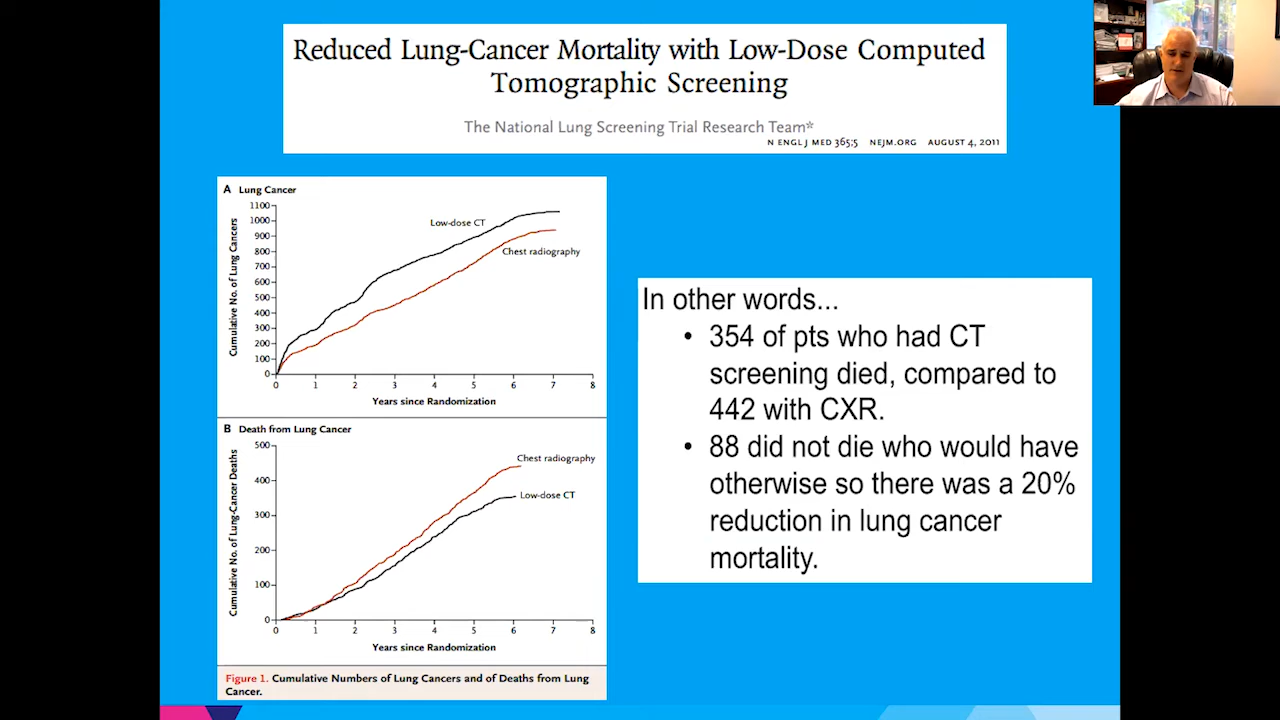 Reduced Lung-Cancer Mortality with Low-Dose Computed
Tomographic Screening
The National Lung Screening Trial Research Team*
N ENGL J MED 365;5 NEJM.ORG AUGUST 4, 2011
A Lung Cancer
Cumulative No. of Lung Cancers
1100
1000
900
800
700
600
500
400
300
200
100
0
Low-dose CT
Chest radiography
0 1 2 3 4 5 6 7 8
Years since Randomization
B Death from Lung Cancer
Cumulative No. of Lung-Cancer Deaths
500
400
300
200
100
0
Chest radiography
Low-dose CT
0 1 2 3 4 5 6 7 8
Years since Randomization
Figure 1. Cumulative Numbers of Lung Cancers and of Deaths from Lung
Cancer.
In other words...
• 354 of pts who had CT
screening died, compared to
442 with CXR.
• 88 did not die who would have
otherwise so there was a 20%
reduction in lung cancer
mortality.